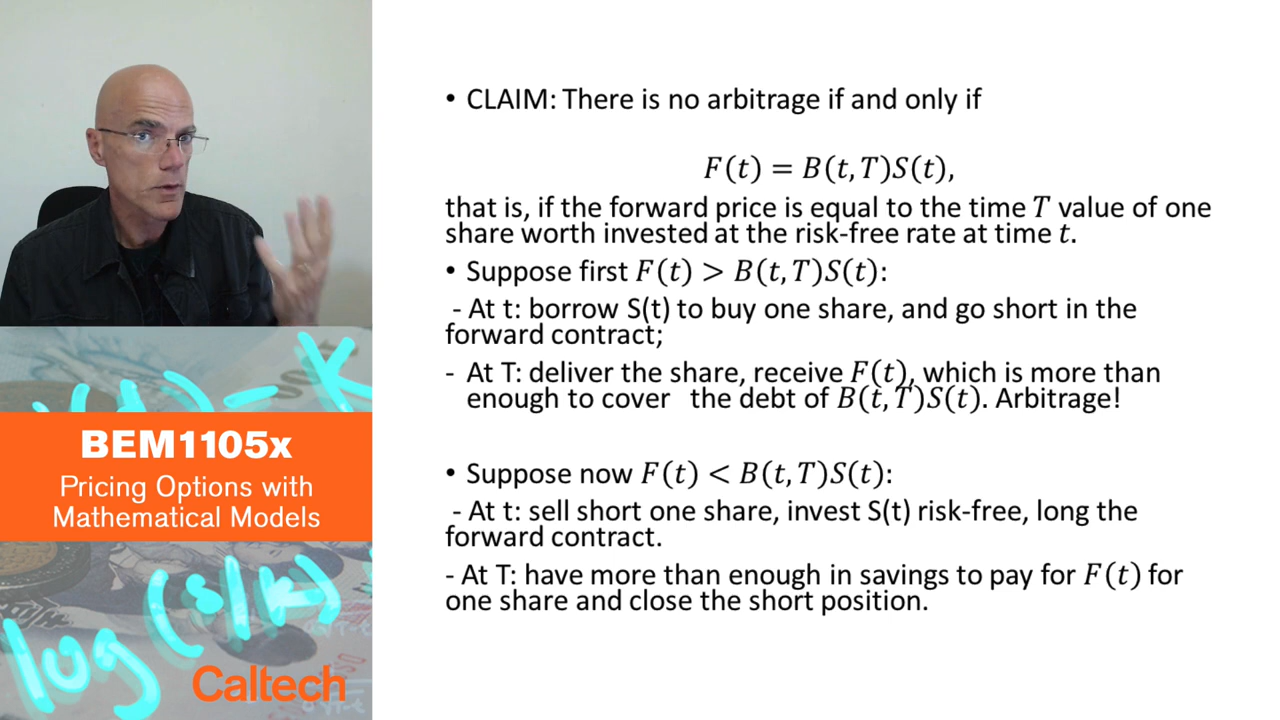 • CLAIM: There is no arbitrage if and only if
F(t) = B(t,T)S(t),
that is, if the forward price is equal to the time T value of one
share worth invested at the risk-free rate at time t.
• Suppose first F(t) > B(t,T)S(t):
- At t: borrow S(t) to buy one share, and go short in the
forward contract;
- At T: deliver the share, receive F(t), which is more than
enough to cover the debt of B(t,T)S(t). Arbitrage!
• Suppose now F(t) < B(t,T)S(t):
- At t: sell short one share, invest S(t) risk-free, long the
forward contract.
- At T: have more than enough in savings to pay for F(t) for
one share and close the short position.
BEM1105x
Pricing Options with
Mathematical Models
log(s/k)
Caltech